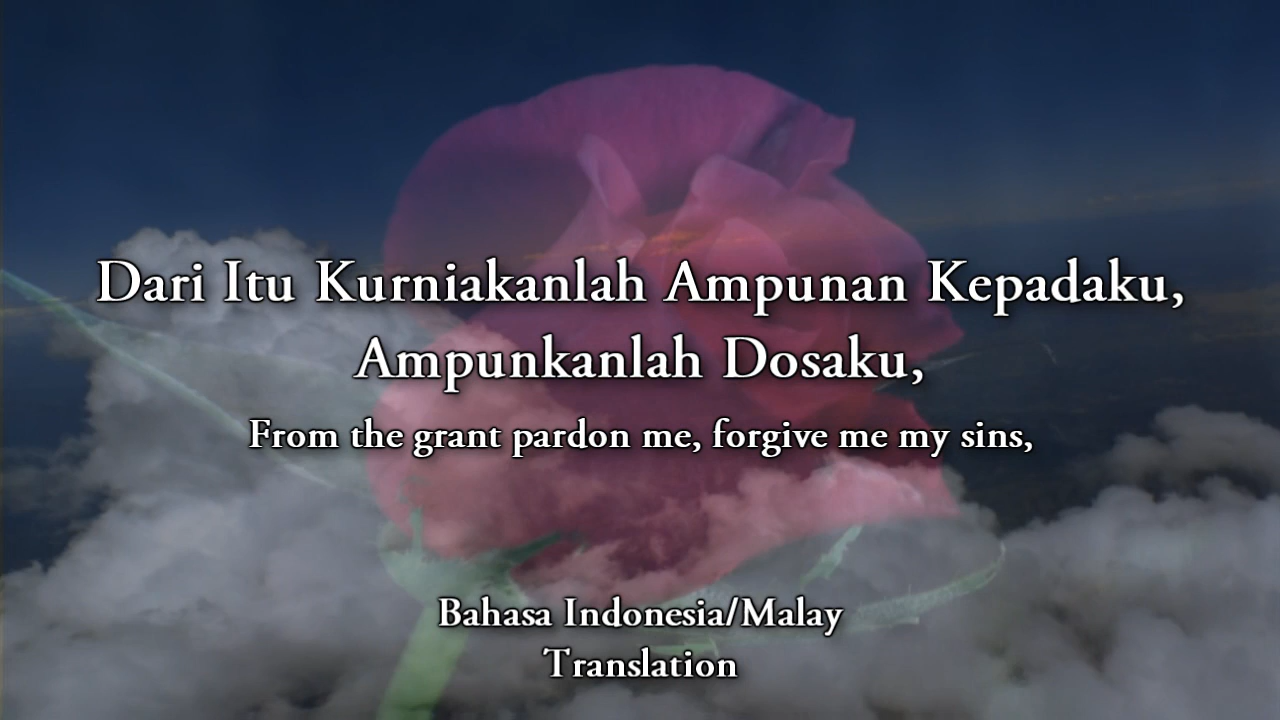 Dari Itu Kurniakanlah Ampunan Kepadaku,
Ampunkanlah Dosaku,
From the grant pardon me, forgive me my sins,
Bahasa Indonesia/Malay
Translation